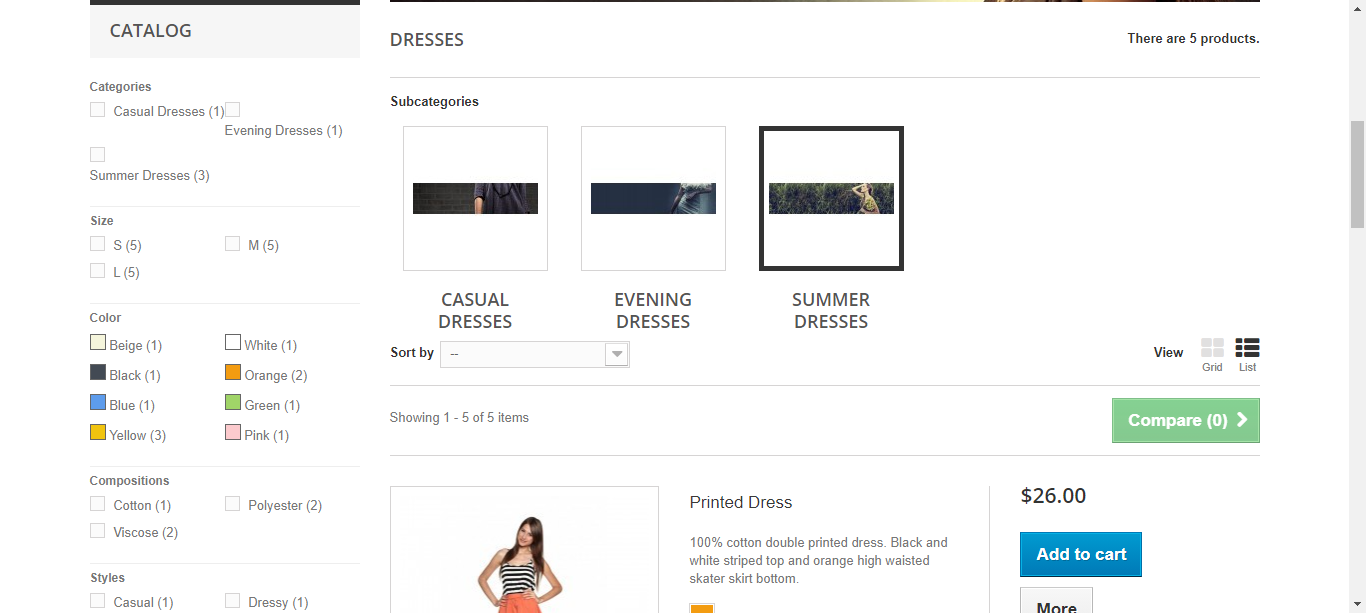 CATALOG
Categories
Casual Dresses (1)
Evening Dresses (1)
Summer Dresses (3)
Size
S (5)
M (5)
L (5)
Color
Beige (1)
White (1)
Black (1)
Orange (2)
Blue (1)
Green (1)
Yellow (3)
Pink (1)
Compositions
Cotton (1)
Polyester (2)
Viscose (2)
Styles
Casual (1)
Dressy (1)
DRESSES
There are 5 products.
Subcategories
CASUAL
DRESSES
EVENING
DRESSES
SUMMER
DRESSES
Sort by
--
View
Grid
List
Showing 1 - 5 of 5 items
Compare (0)
Printed Dress
100% cotton double printed dress. Black and
white striped top and orange high waisted
skater skirt bottom.
$26.00
Add to cart
More